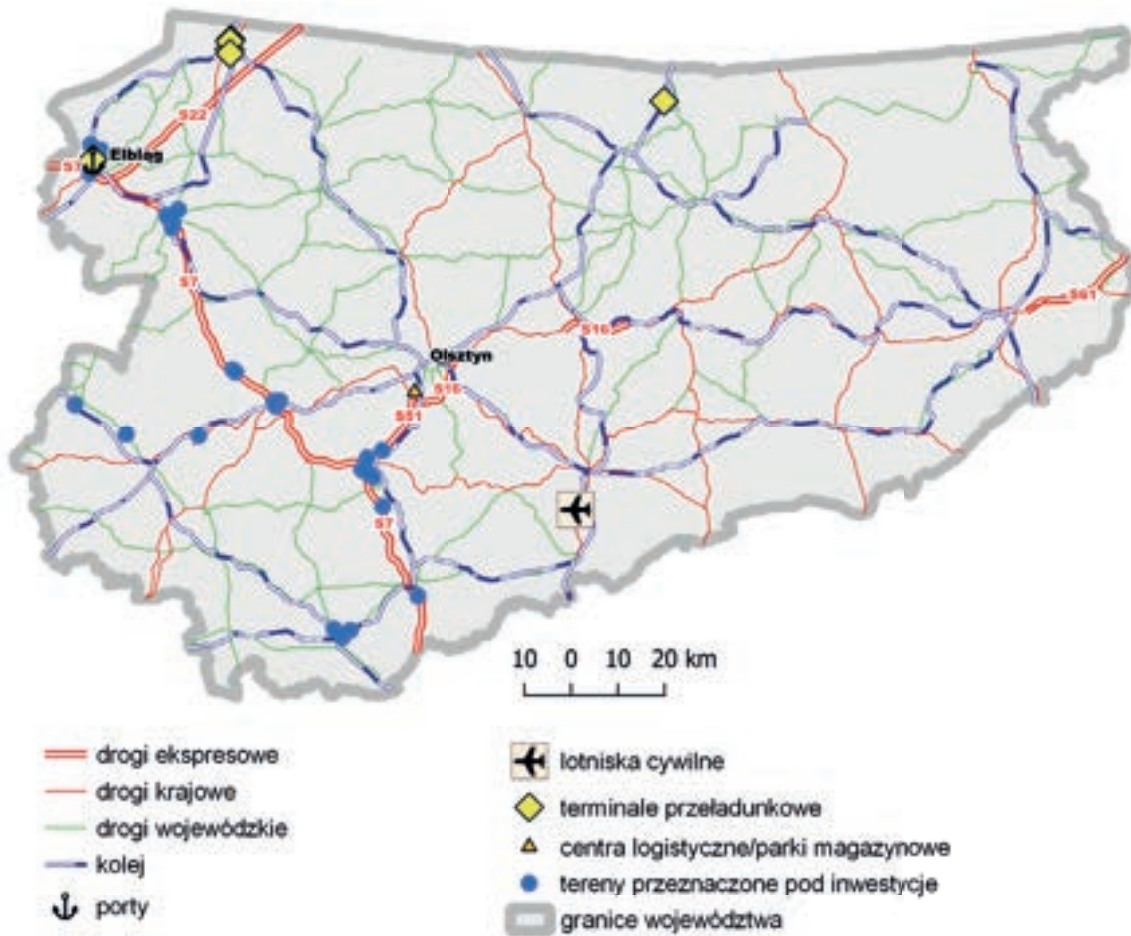 S22
Elbląg
S7
S7
S61
S16
Olsztyn
S16
S51
S7
10 0 10 20 km
drogi ekspresowe
drogi krajowe
drogi wojewódzkie
kolej
porty
lotniska cywilne
terminale przeładunkowe
centra logistyczne/parki magazynowe
tereny przeznaczone pod inwestycje
granice województwa